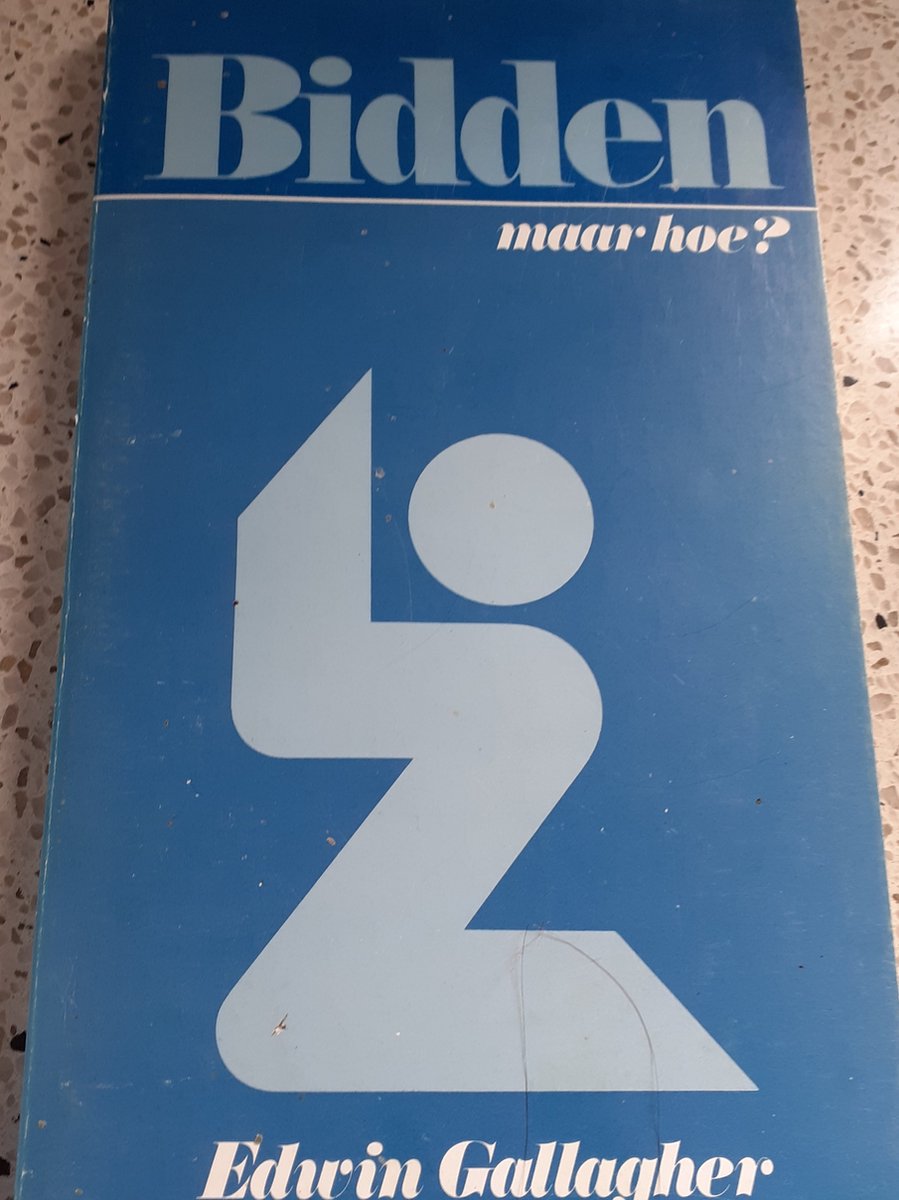 Bidden
maar hoe?
Edwin Gallagher